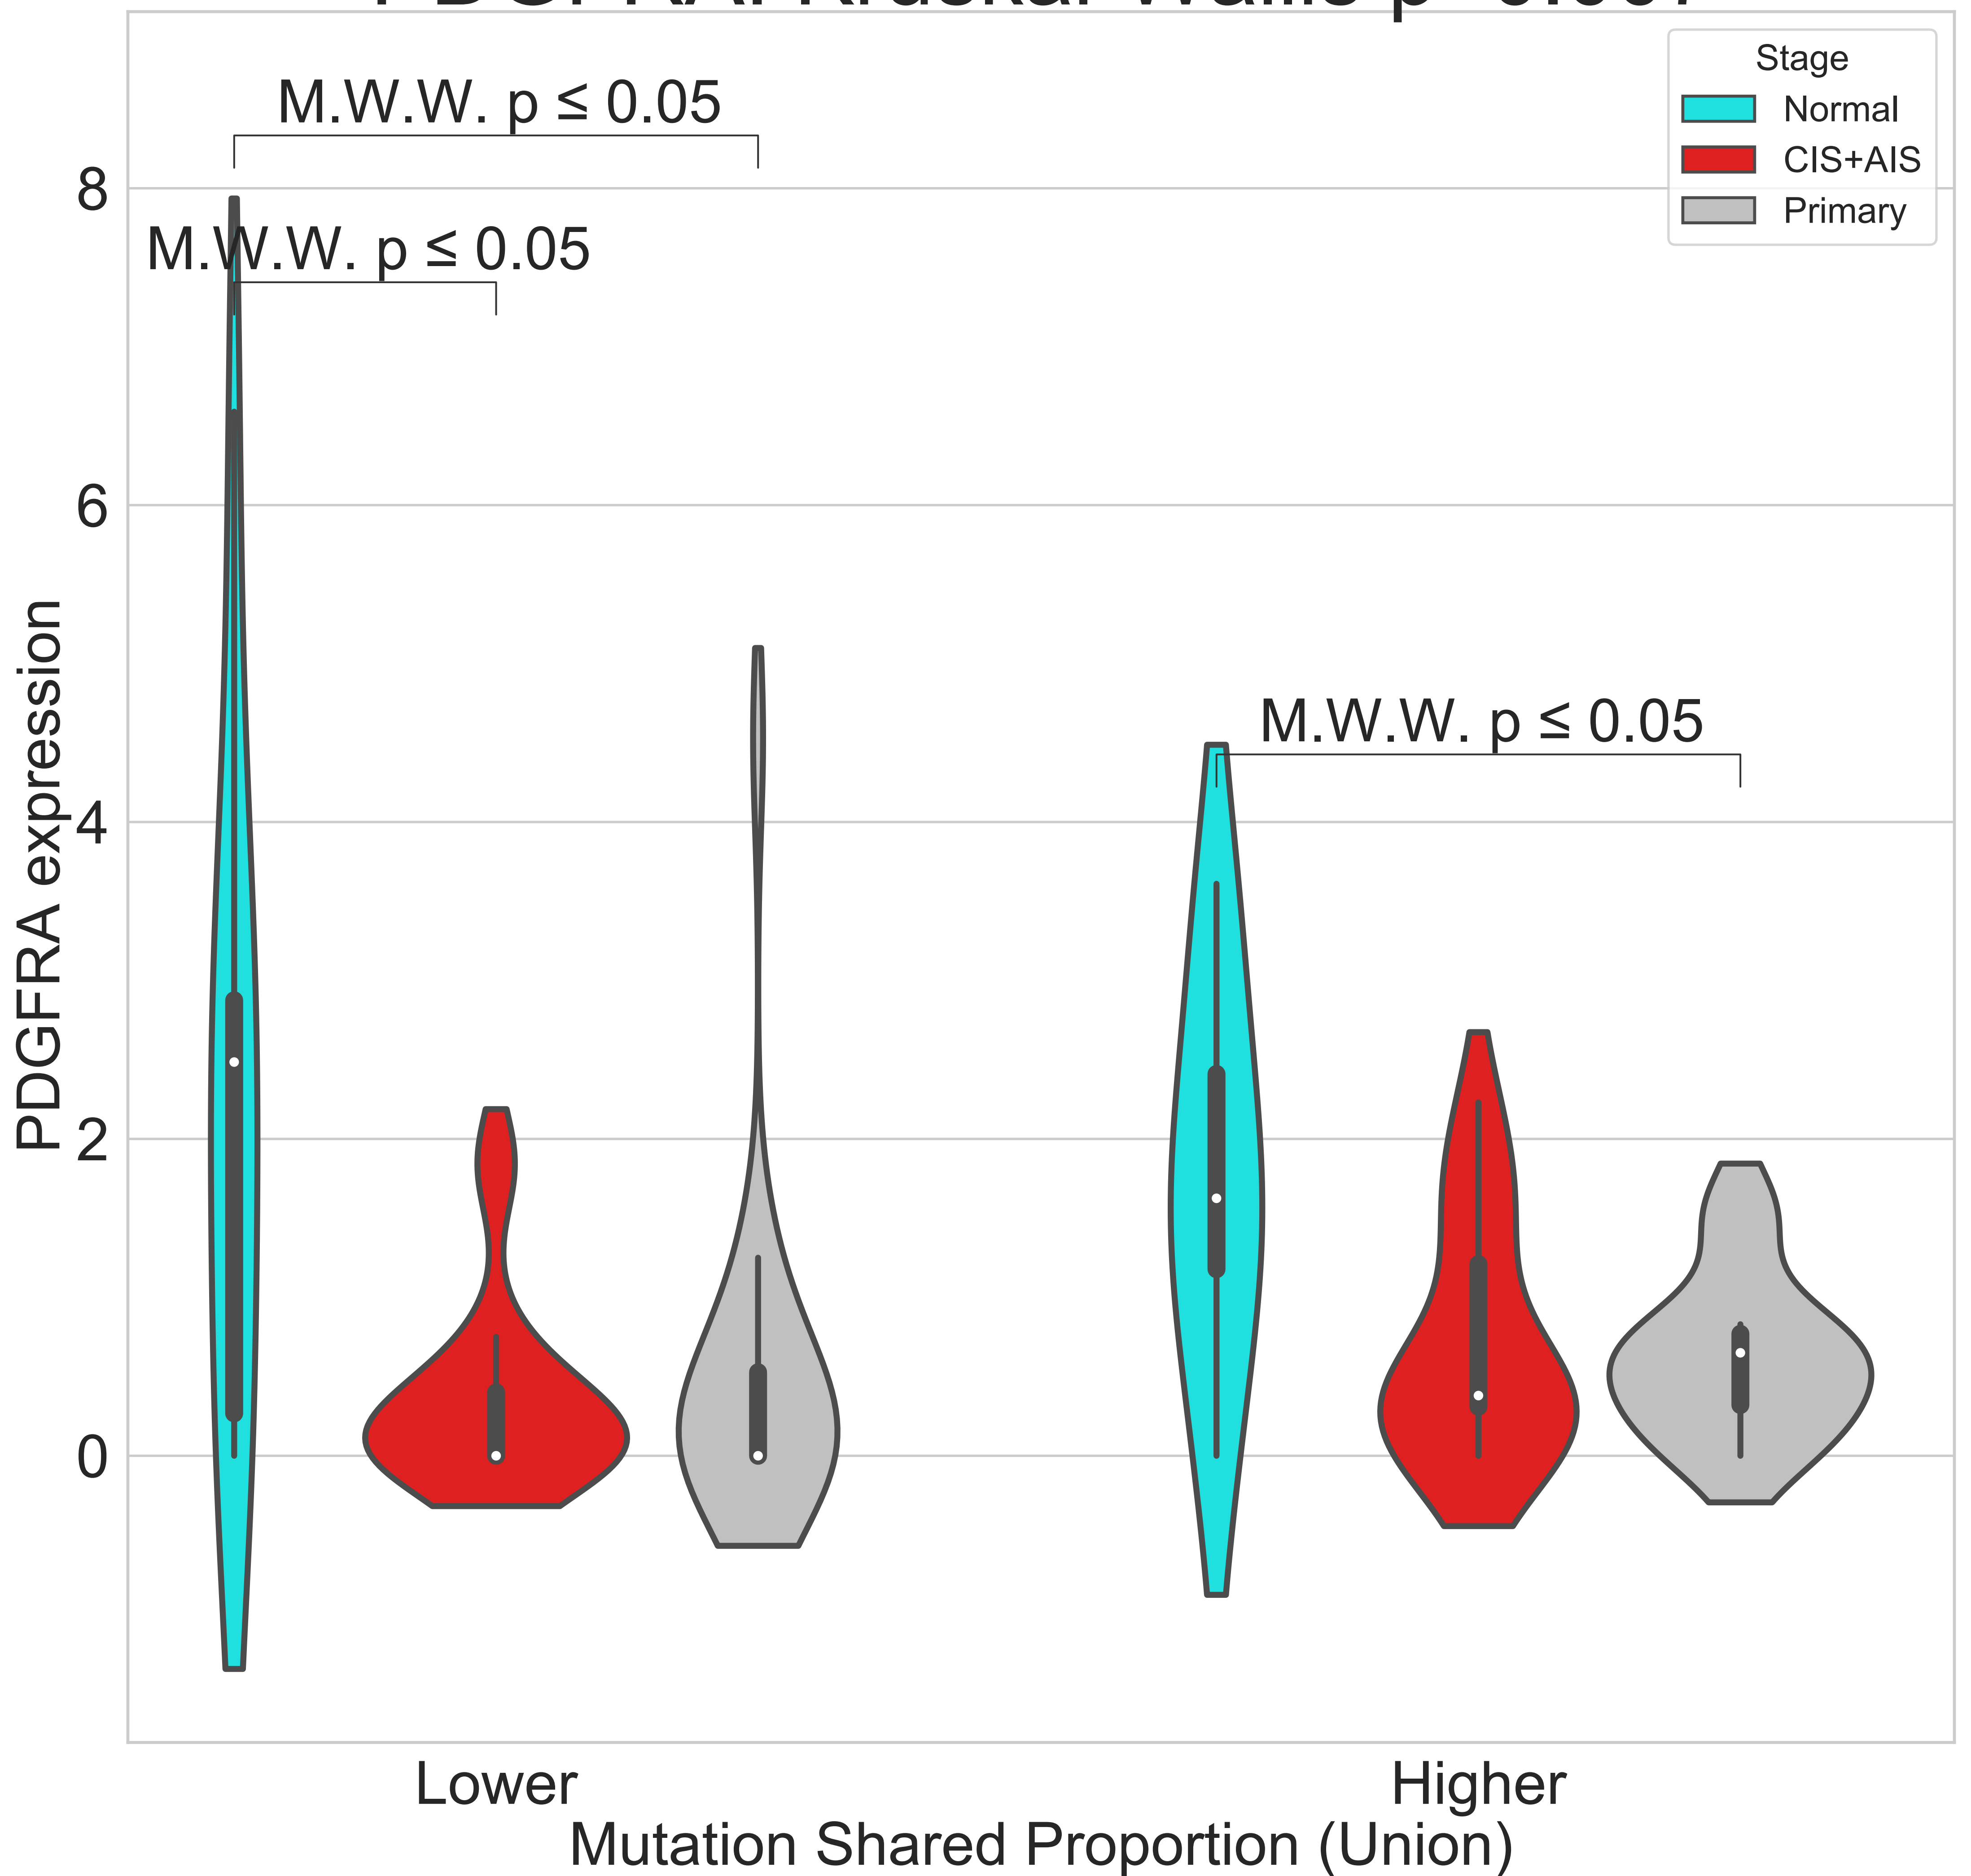 Stage
Normal
CIS+AIS
Primary
M.W.W. p ≤ 0.05
M.W.W. p ≤ 0.05
M.W.W. p ≤ 0.05
8
6
4
2
0
PDGFRA expression
Lower
Higher
Mutation Shared Proportion (Union)